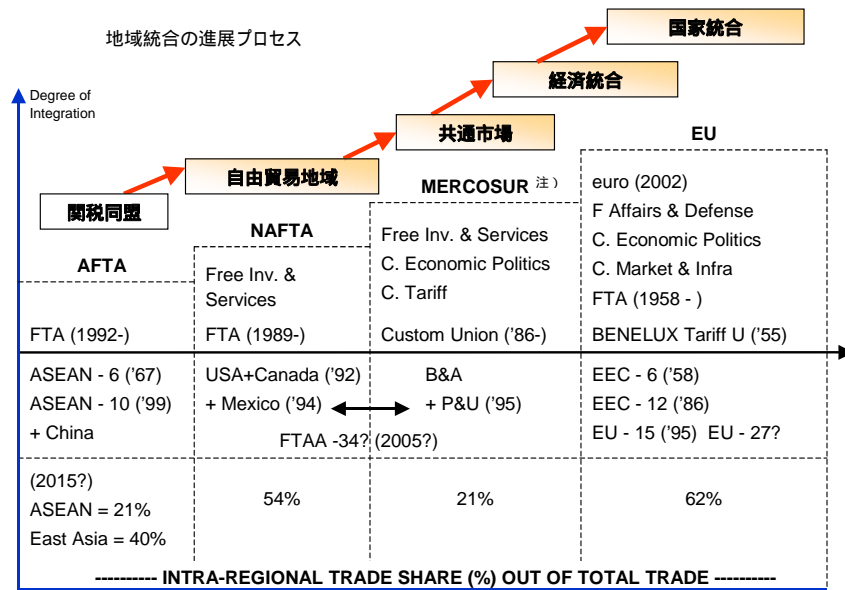 地域統合の進展プロセス
国家統合
経済統合
共通市場
自由貿易地域
関税同盟
Degree of
Integration
AFTA
FTA (1992-)
NAFTA
Free Inv. &
Services
FTA (1989-)
MERCOSUR 注）
Free Inv. & Services
C. Economic Politics
C. Tariff
Custom Union (’86-)
EU
euro (2002)
F Affairs & Defense
C. Economic Politics
C. Market & Infra
FTA (1958 - )
BENELUX Tariff U (’55)
ASEAN - 6 (’67)
ASEAN - 10 (’99)
+ China
USA+Canada (’92)
+ Mexico (’94)
B&A
+ P&U (’95)
FTAA -34? (2005?)
EEC - 6 (’58)
EEC - 12 (’86)
EU - 15 (’95) EU - 27?
(2015?)
ASEAN = 21%
East Asia = 40%
54%
21%
62%
---------- INTRA-REGIONAL TRADE SHARE (%) OUT OF TOTAL TRADE ----------